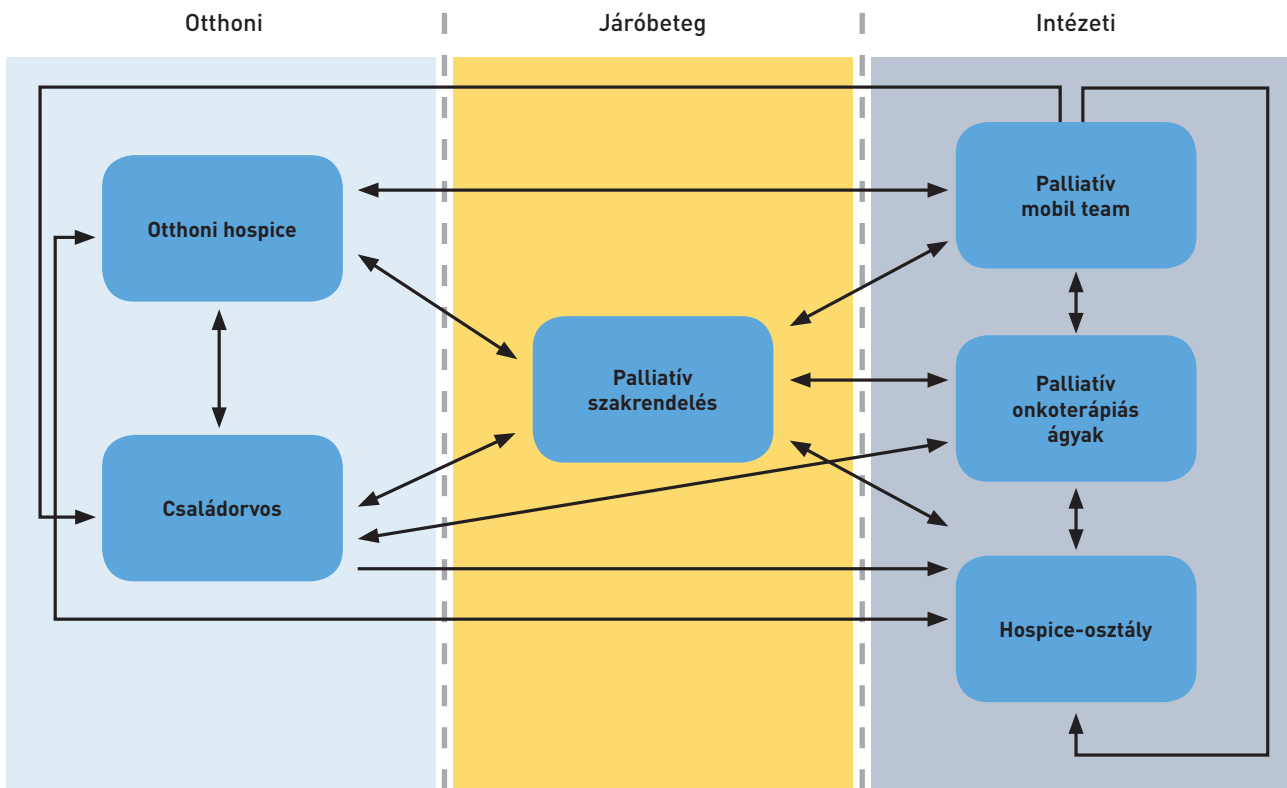 Otthoni
Járóbeteg
Intézeti
Otthoni hospice
Családorvos
Palliatív
szakrendelés
Palliatív
mobil team
Palliatív
onkoterápiás
ágyak
Hospice-osztály